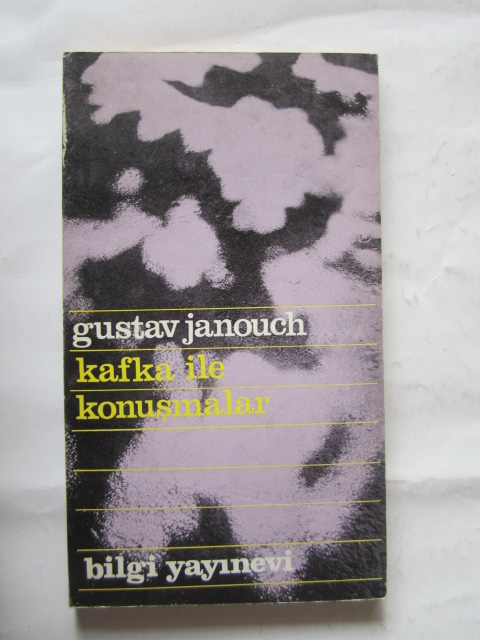 gustav janouch
kafka ile
konuşmalar
bilgi yayınevi